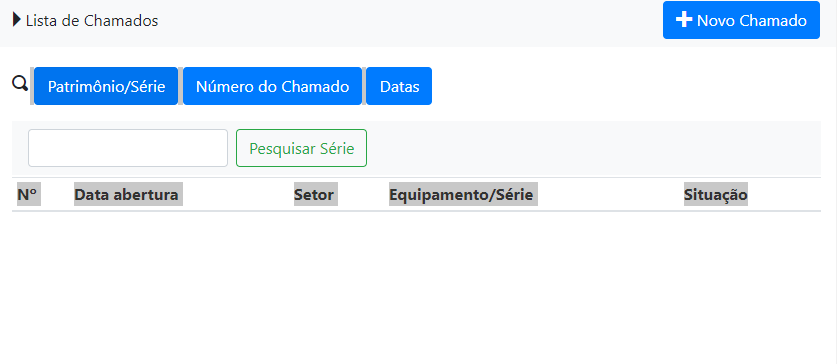 Lista de Chamados
Novo Chamado
Patrimônio/Série Número do Chamado Datas
Pesquisar Série
Nº Data abertura Setor Equipamento/Série Situação